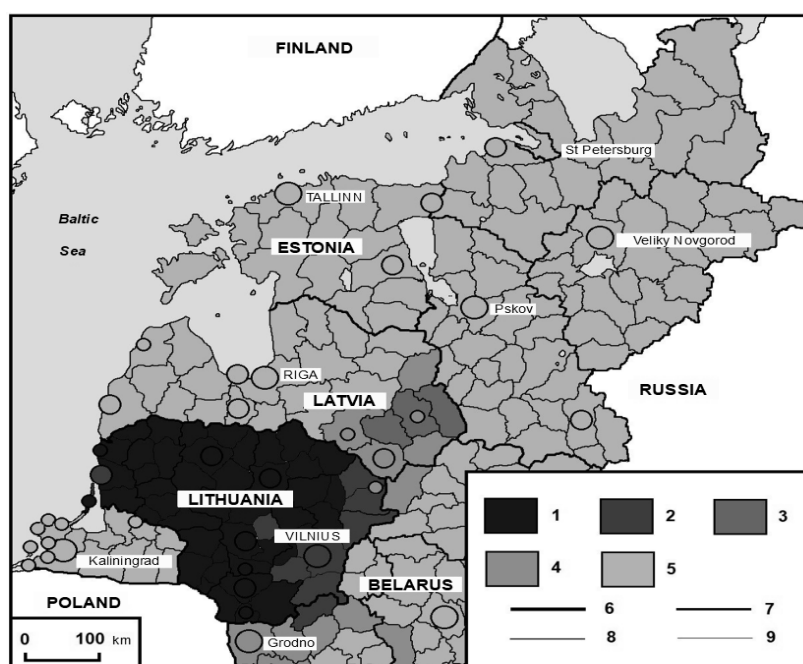 FINLAND
St Petersburg
TALLINN
Baltic
Sea
ESTONIA
Veliky Novgorod
Pskov
RIGA
RUSSIA
LATVIA
LITHUANIA
VILNIUS
Kaliningrad
BELARUS
POLAND
Grodno
0 100 km
1 2 3
4 5
6 7
8 9